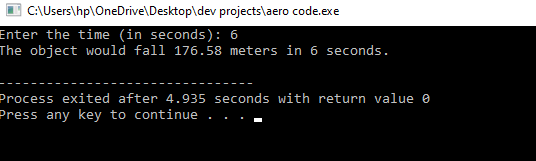 C:\Users\hp\OneDrive\Desktop\dev projects\aero code.exe
Enter the time (in seconds): 6
The object would fall 176.58 meters in 6 seconds.
--------------------------------
Process exited after 4.935 seconds with return value 0
Press any key to continue . . .